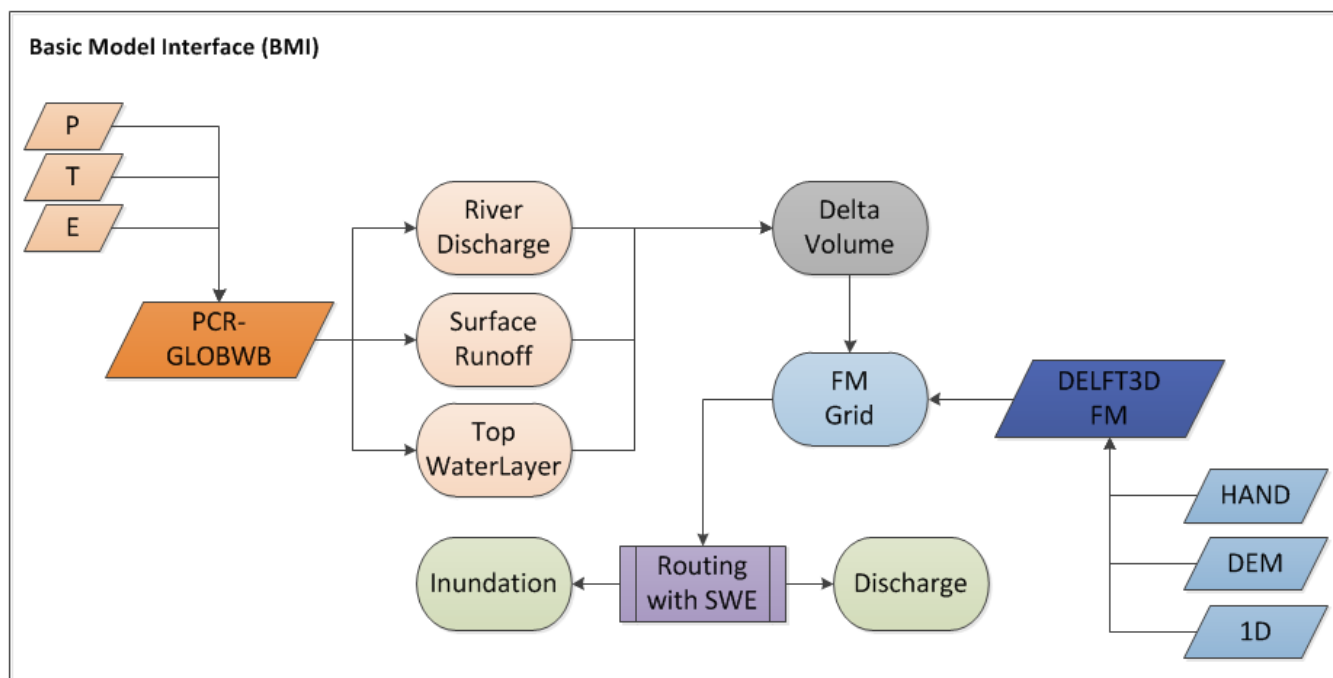 Basic Model Interface (BMI)
P
T
E
PCR-
GLOBWB
River
Discharge
Surface
Runoff
Top
WaterLayer
Delta
Volume
FM
Grid
DELFT3D
FM
HAND
DEM
1D
Inundation
Routing
with SWE
Discharge